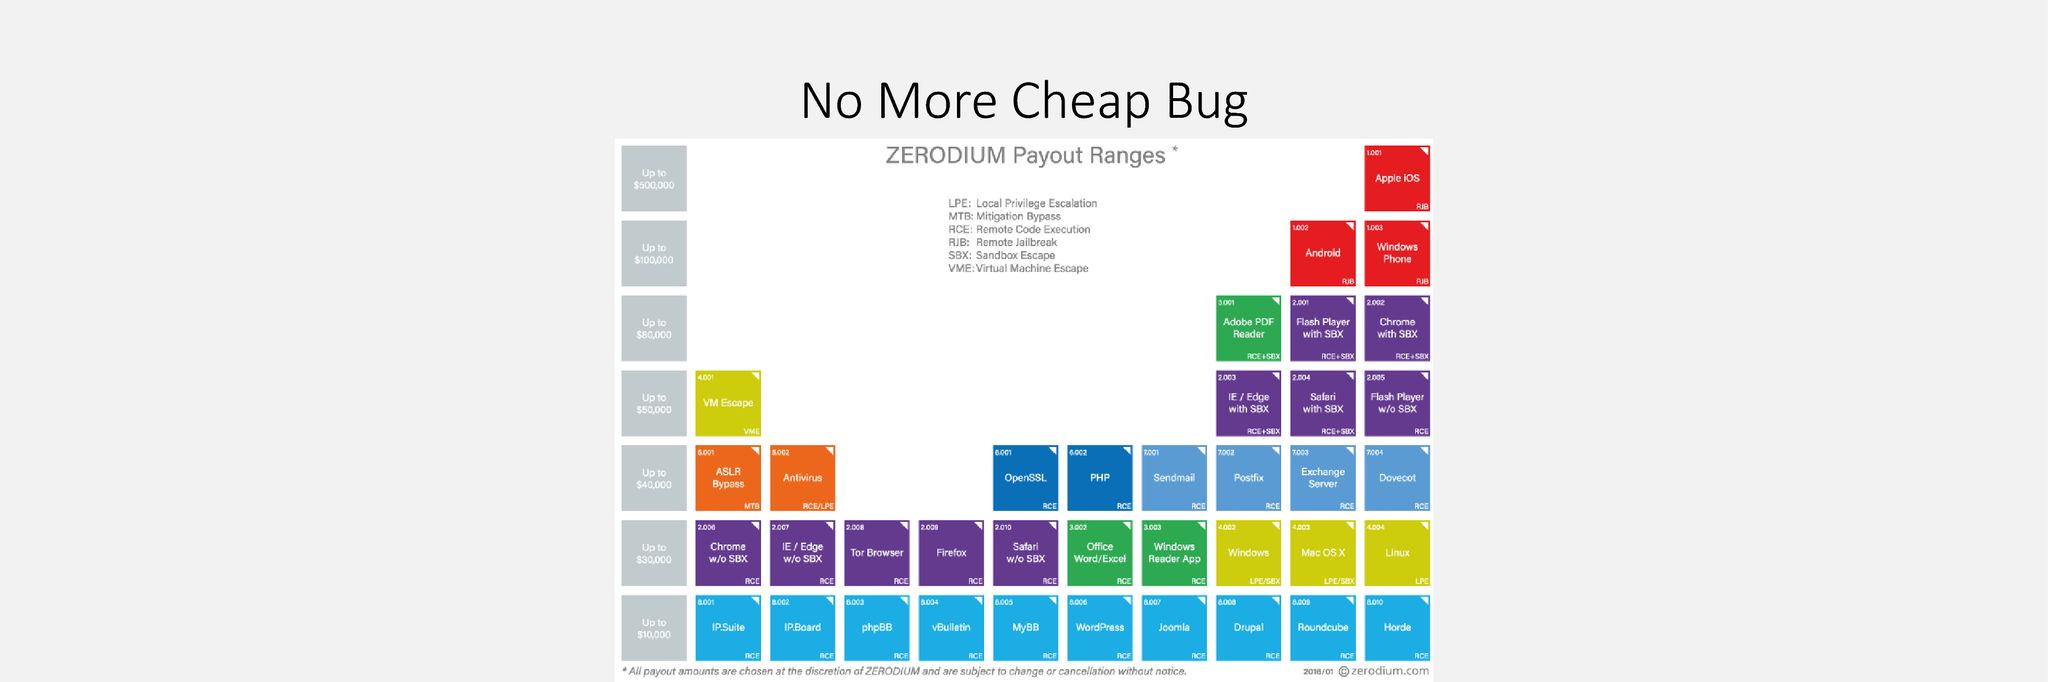 No More Cheap Bug
ZERODIUM Payout Ranges *
LPE: Local Privilege Escalation
MTB: Mitigation Bypass
RCE: Remote Code Execution
RJB: Remote Jailbreak
SBX: Sandbox Escape
VME: Virtual Machine Escape
Up to
$500,000
1.001
Apple iOS
RJB
Up to
$100,000
1.002
Android
RJB
1.003
Windows
Phone
RJB
Up to
$80,000
3.001
Adobe PDF
Reader
RCE+SBX
2.001
Flash Player
with SBX
RCE+SBX
2.002
Chrome
with SBX
RCE+SBX
Up to
$50,000
4.001
VM Escape
VME
2.003
IE / Edge
with SBX
RCE+SBX
2.004
Safari
with SBX
RCE+SBX
2.005
Flash Player
w/o SBX
RCE
Up to
$40,000
5.001
ASLR
Bypass
MTB
5.002
Antivirus
RCE/LPE
6.001
OpenSSL
RCE
6.002
PHP
RCE
7.001
Sendmail
RCE
7.002
Postfix
RCE
7.003
Exchange
Server
RCE
7.004
Dovecot
RCE
Up to
$30,000
2.006
Chrome
w/o SBX
RCE
2.007
IE / Edge
w/o SBX
RCE
2.008
Tor Browser
RCE
2.009
Firefox
RCE
2.010
Safari
w/o SBX
RCE
3.002
Office
Word/Excel
RCE
3.003
Windows
Reader App
RCE
4.002
Windows
LPE/SBX
4.003
Mac OS X
LPE/SBX
4.004
Linux
LPE
Up to
$10,000
8.001
IP.Suite
RCE
8.002
IP.Board
RCE
8.003
phpBB
RCE
8.004
vBulletin
RCE
8.005
MyBB
RCE
8.006
WordPress
RCE
8.007
Joomla
RCE
8.008
Drupal
RCE
8.009
Roundcube
RCE
8.010
Horde
RCE
* All payout amounts are chosen at the discretion of ZERODIUM and are subject to change or cancellation without notice.
2016/01 © zerodium.com